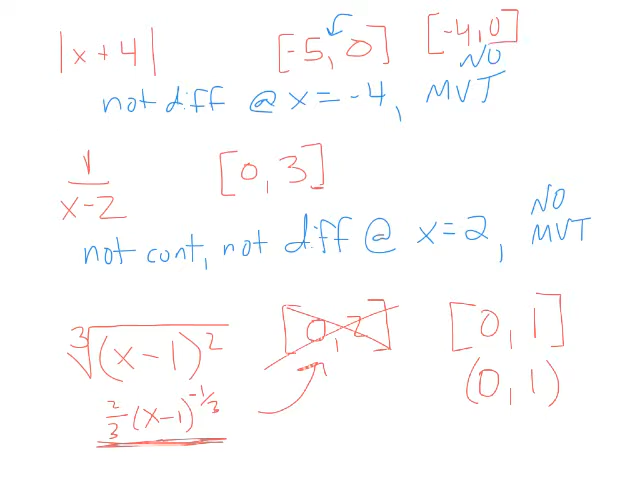 |x + 4| [-5, 0] [-4, 0]
not diff @ x = -4, NO MVT
1/(x-2) [0, 3]
not cont, not diff @ x = 2, NO MVT
∛(x-1)² [0, 2] [0, 1]
2/3 (x-1)^(-1/3) (0, 1)